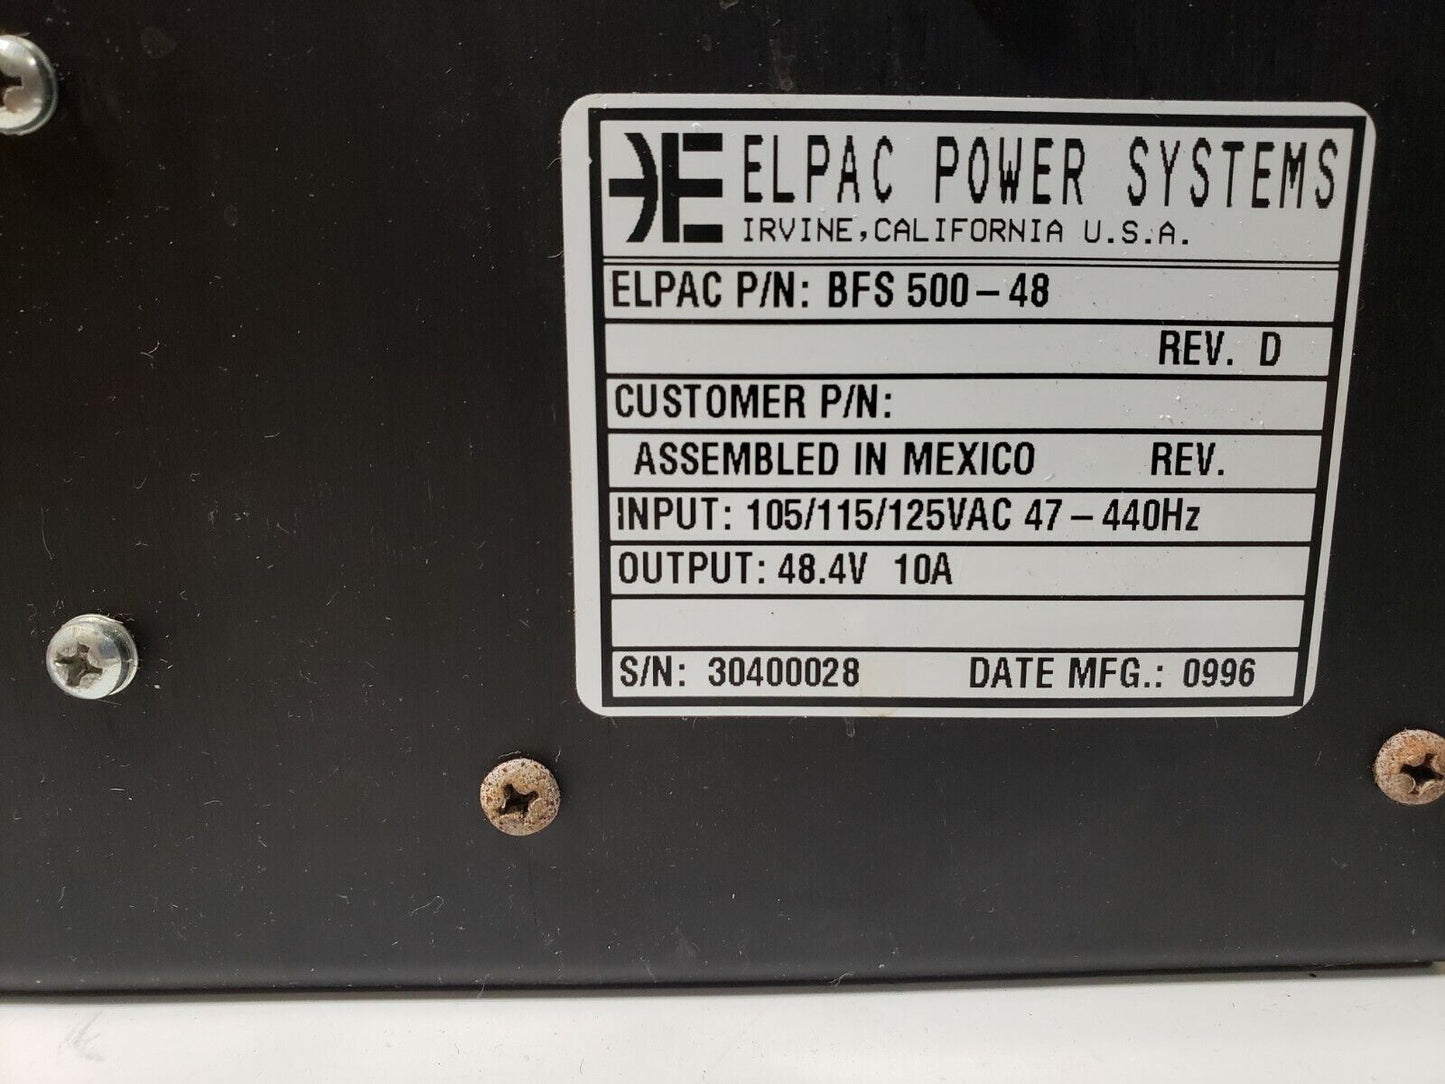 ELPAC POWER SYSTEMS
IRVINE, CALIFORNIA U.S.A.
ELPAC P/N: BFS 500-48
REV. D
CUSTOMER P/N:
ASSEMBLED IN MEXICO REV.
INPUT: 105/115/125VAC 47-440Hz
OUTPUT: 48.4V 10A
S/N: 30400028 DATE MFG.: 0996